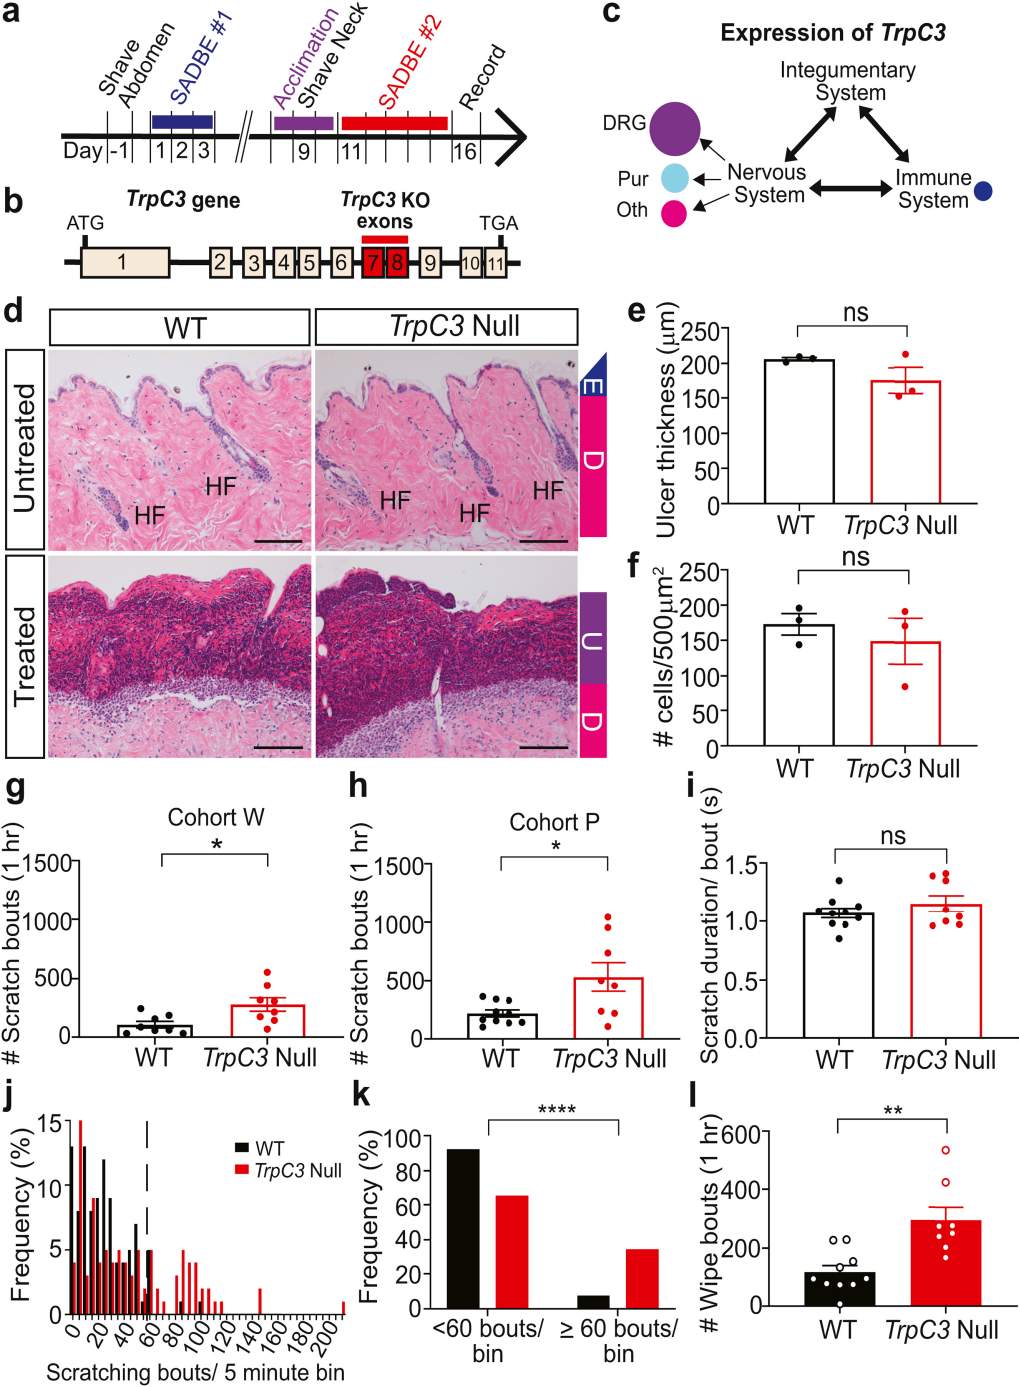 a
Shave
Abdomen
SADBE #1
Acclimation
Shave Neck
SADBE #2
Record
Day -1 1 2 3 9 11 16
b
TrpC3 gene
TrpC3 KO
exons
ATG
TGA
1 2 3 4 5 6 7 8 9 10 11
c
Expression of TrpC3
Integumentary
System
DRG
Pur
Oth
Nervous
System
Immune
System
d
WT
TrpC3 Null
Untreated
HF
HF
HF
HF
E
D
Treated
U
D
e
Ulcer thickness (µm)
250
200
150
100
50
0
ns
WT
TrpC3 Null
f
# cells/500µm2
250
200
150
100
50
0
ns
WT
TrpC3 Null
g
Cohort W
# Scratch bouts (1 hr)
1500
1000
500
0
*
WT
TrpC3 Null
h
Cohort P
# Scratch bouts (1 hr)
1500
1000
500
0
*
WT
TrpC3 Null
i
Scratch duration/ bout (s)
1.5
1.0
0.5
0.0
ns
WT
TrpC3 Null
j
Frequency (%)
15
10
5
0
WT
TrpC3 Null
0 20 40 60 80 100 120 140 160 180 200
Scratching bouts/ 5 minute bin
k
Frequency (%)
100
80
60
40
20
0
****
<60 bouts/
bin
≥ 60 bouts/
bin
l
# Wipe bouts (1 hr)
600
400
200
0
**
WT
TrpC3 Null